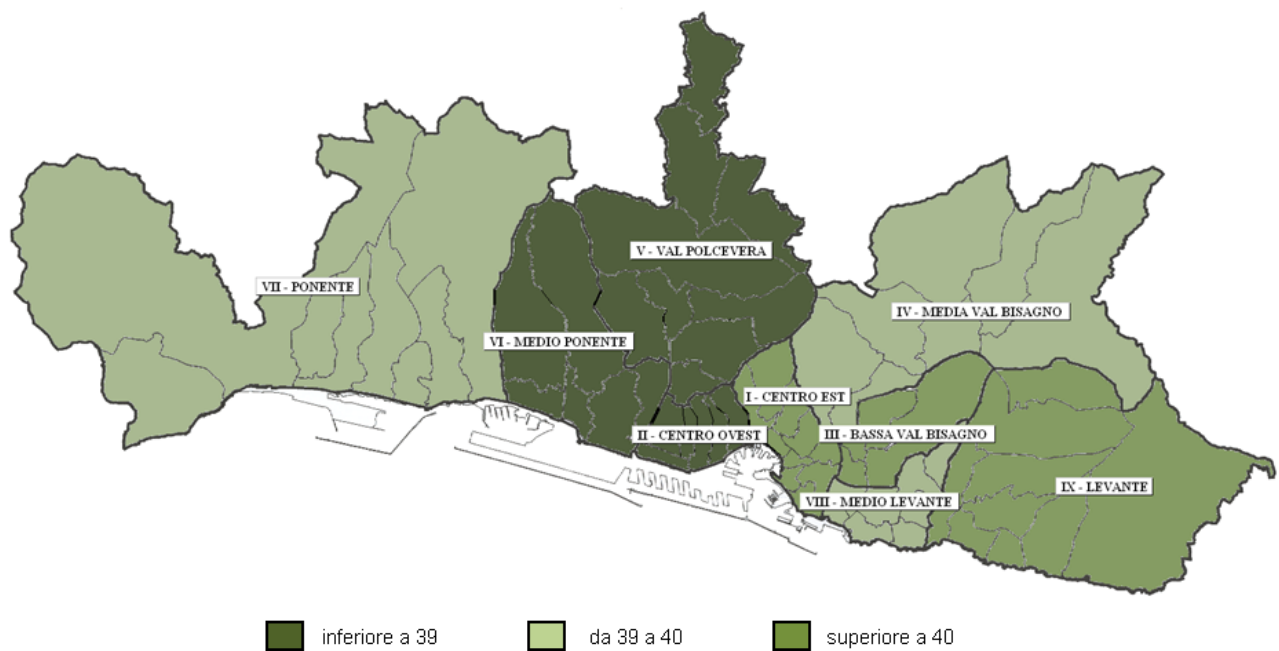 V - VAL POLCEVERA
VII - PONENTE
IV - MEDIA VAL BISAGNO
VI - MEDIO PONENTE
I - CENTRO EST
II - CENTRO OVEST
III - BASSA VAL BISAGNO
IX - LEVANTE
VIII - MEDIO LEVANTE
inferiore a 39
da 39 a 40
superiore a 40